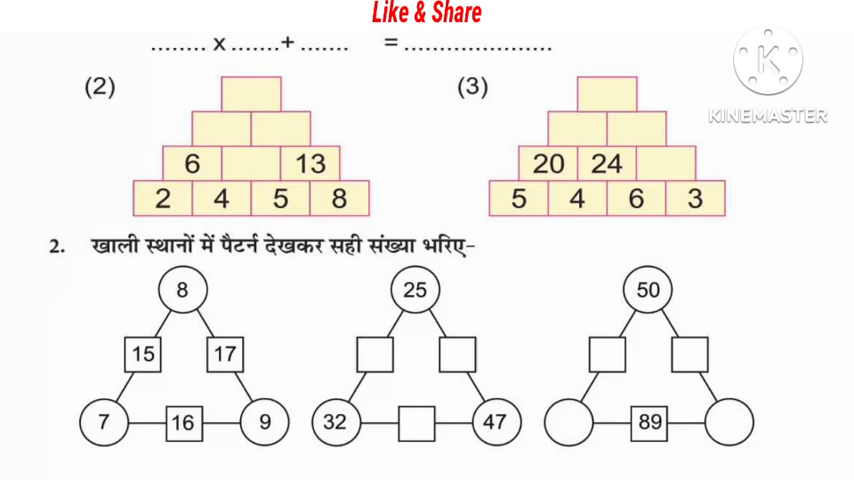 Like & Share
........ x .......+ ....... = ......................
(2) (3)
KINEMASTER
6 13 20 24
2 4 5 8 5 4 6 3
2. खाली स्थानों में पैटर्न देखकर सही संख्या भरिए-
8 25 50
15 17
7 16 9 32 47 89